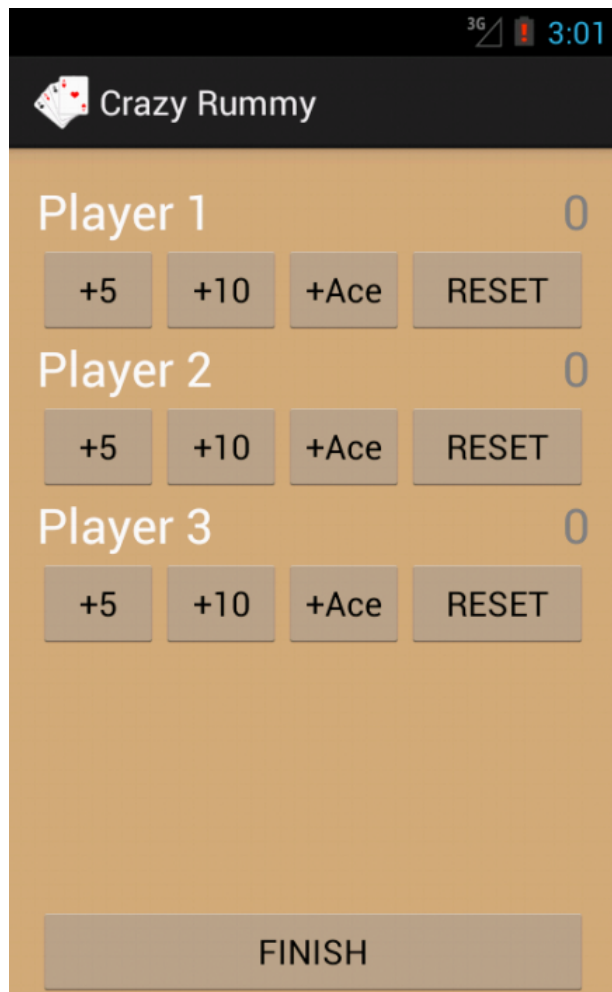 3G 3:01
Crazy Rummy
Player 1 0
+5 +10 +Ace RESET
Player 2 0
+5 +10 +Ace RESET
Player 3 0
+5 +10 +Ace RESET
FINISH